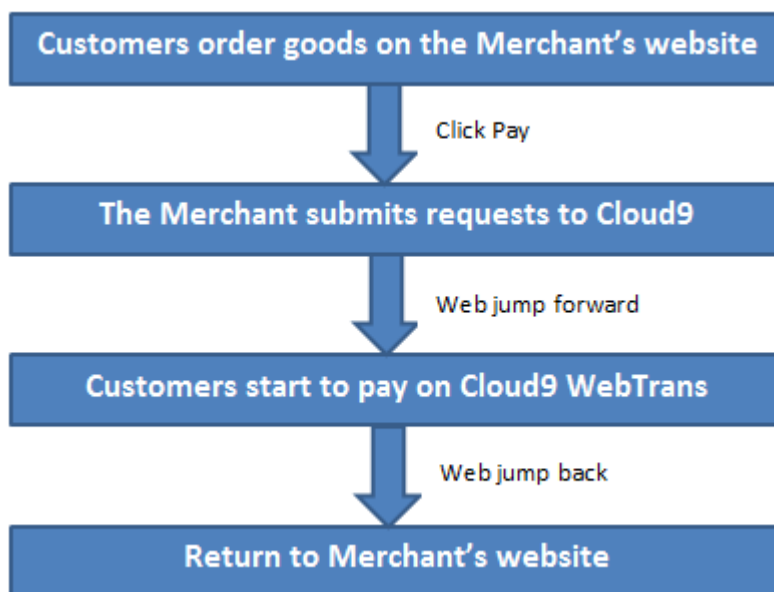 Customers order goods on the Merchant’s website
Click Pay
The Merchant submits requests to Cloud9
Web jump forward
Customers start to pay on Cloud9 WebTrans
Web jump back
Return to Merchant’s website